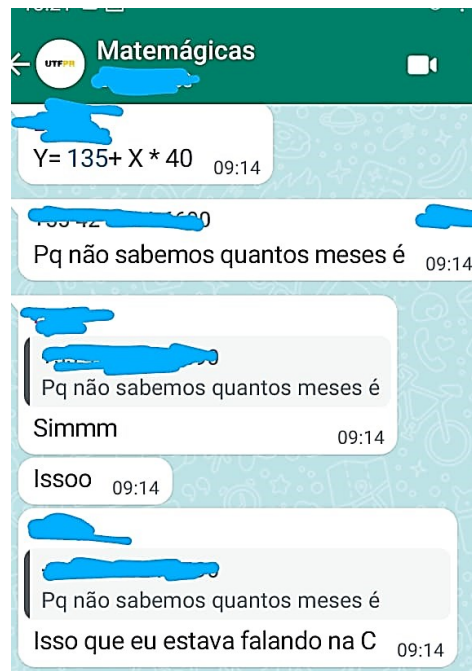 UTFPR
Matemágicas
Y= 135+ X * 40 09:14
Pq não sabemos quantos meses é 09:14
Pq não sabemos quantos meses é
Simmm 09:14
Issoo 09:14
Pq não sabemos quantos meses é
Isso que eu estava falando na C 09:14